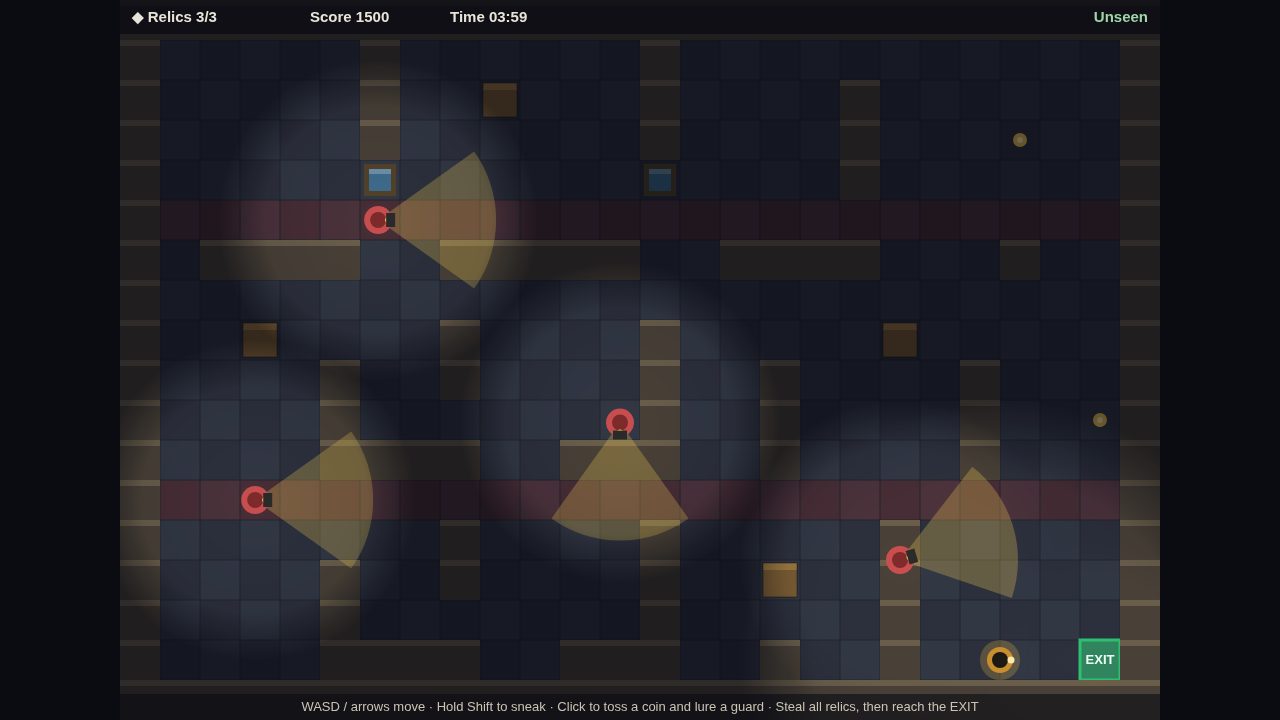 ◆ Relics 3/3 Score 1500 Time 03:59 Unseen
EXIT
WASD / arrows move · Hold Shift to sneak · Click to toss a coin and lure a guard · Steal all relics, then reach the EXIT